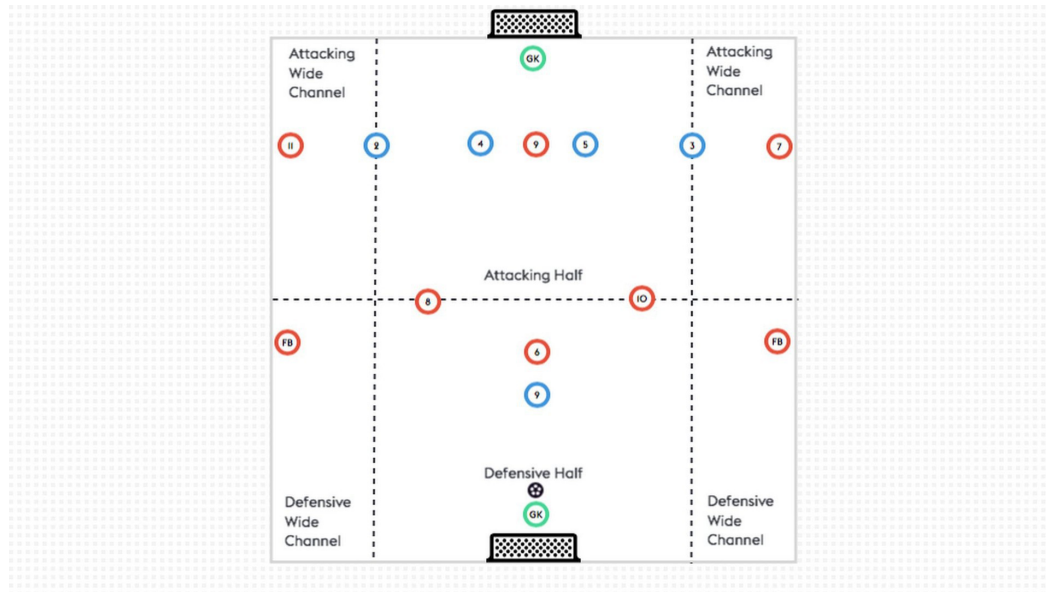 Attacking
Wide
Channel
GK
Attacking
Wide
Channel
11
2
4
9
5
3
7
Attacking Half
8
10
FB
6
FB
9
Defensive Half
Defensive
Wide
Channel
GK
Defensive
Wide
Channel